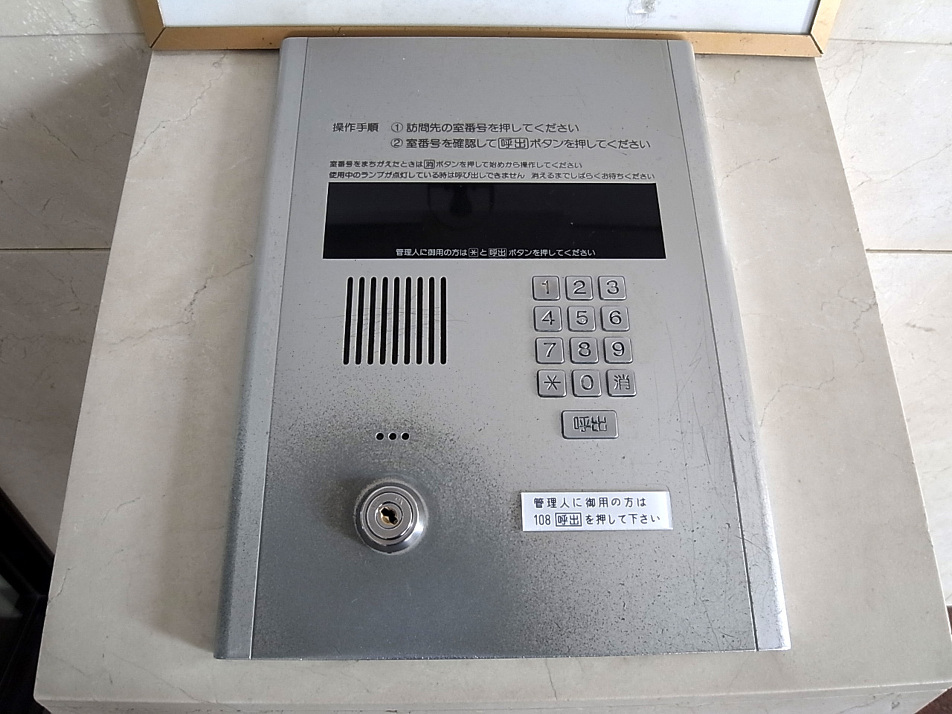 操作手順 ①訪問先の室番号を押してください
②室番号を確認して呼出ボタンを押してください
室番号をまちがえたときは消ボタンを押して始めから操作してください
使用中のランプが点灯している時は呼び出しできません 消えるまでしばらくお待ちください
管理人に御用の方は＊と呼出ボタンを押してください
1 2 3
4 5 6
7 8 9
＊ 0 消
呼出
管理人に御用の方は
108 呼出 を押して下さい